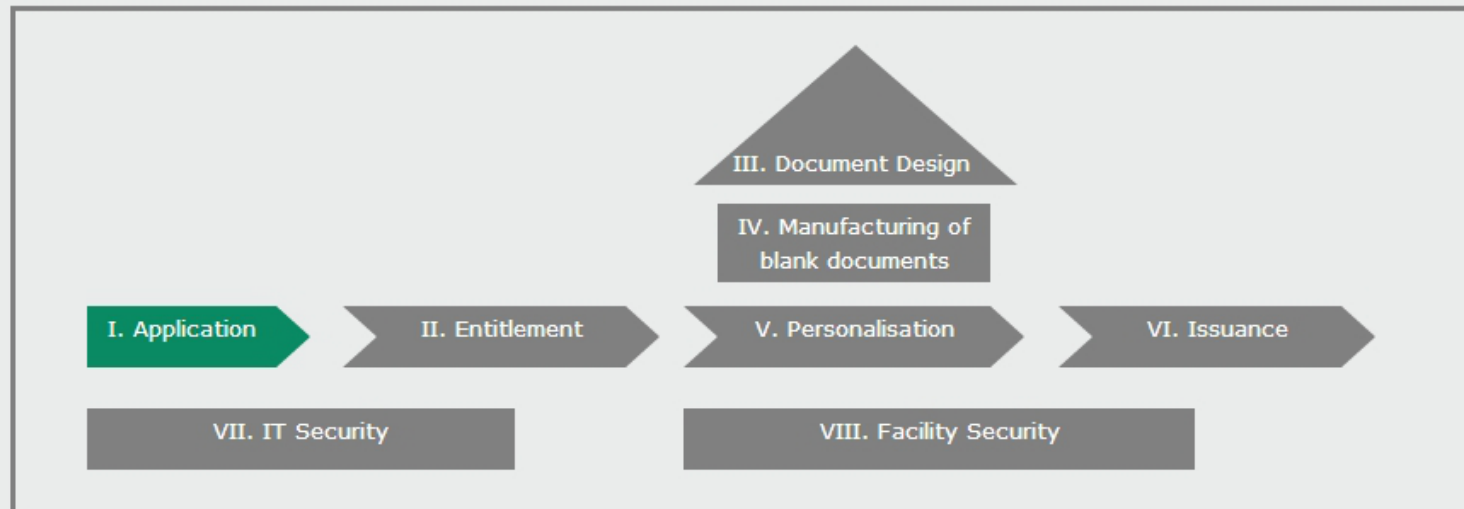 III. Document Design
IV. Manufacturing of
blank documents
I. Application
II. Entitlement
V. Personalisation
VI. Issuance
VII. IT Security
VIII. Facility Security